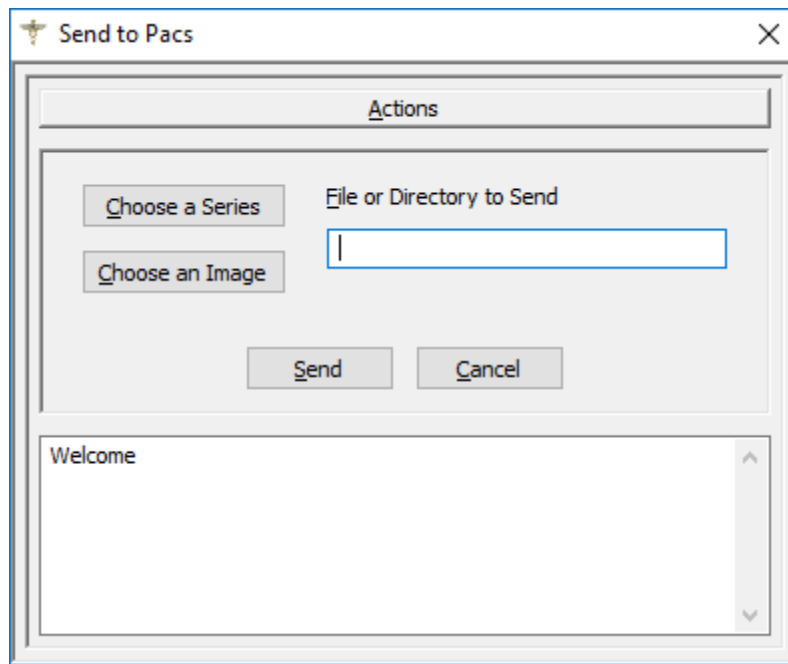 Send to Pacs
Actions
Choose a Series
File or Directory to Send
Choose an Image
Send
Cancel
Welcome